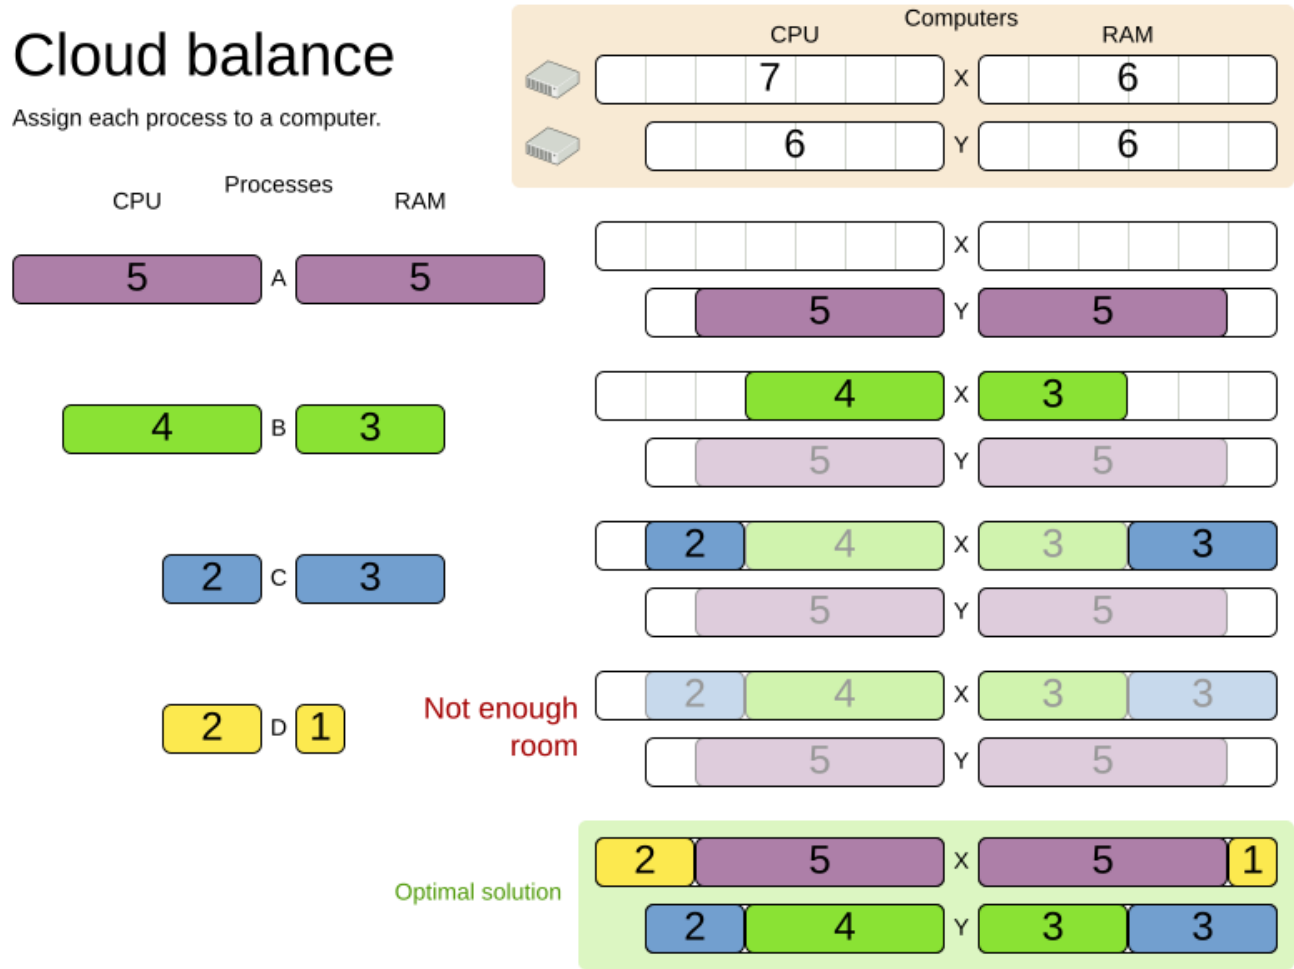 Cloud balance
Assign each process to a computer.
Computers
CPU RAM
7 X 6
6 Y 6
Processes
CPU RAM
5 A 5
4 B 3
2 C 3
2 D 1
X
5 Y 5
4 X 3
5 Y 5
2 4 X 3 3
5 Y 5
Not enough
room
2 4 X 3 3
5 Y 5
Optimal solution
2 5 X 5 1
2 4 Y 3 3